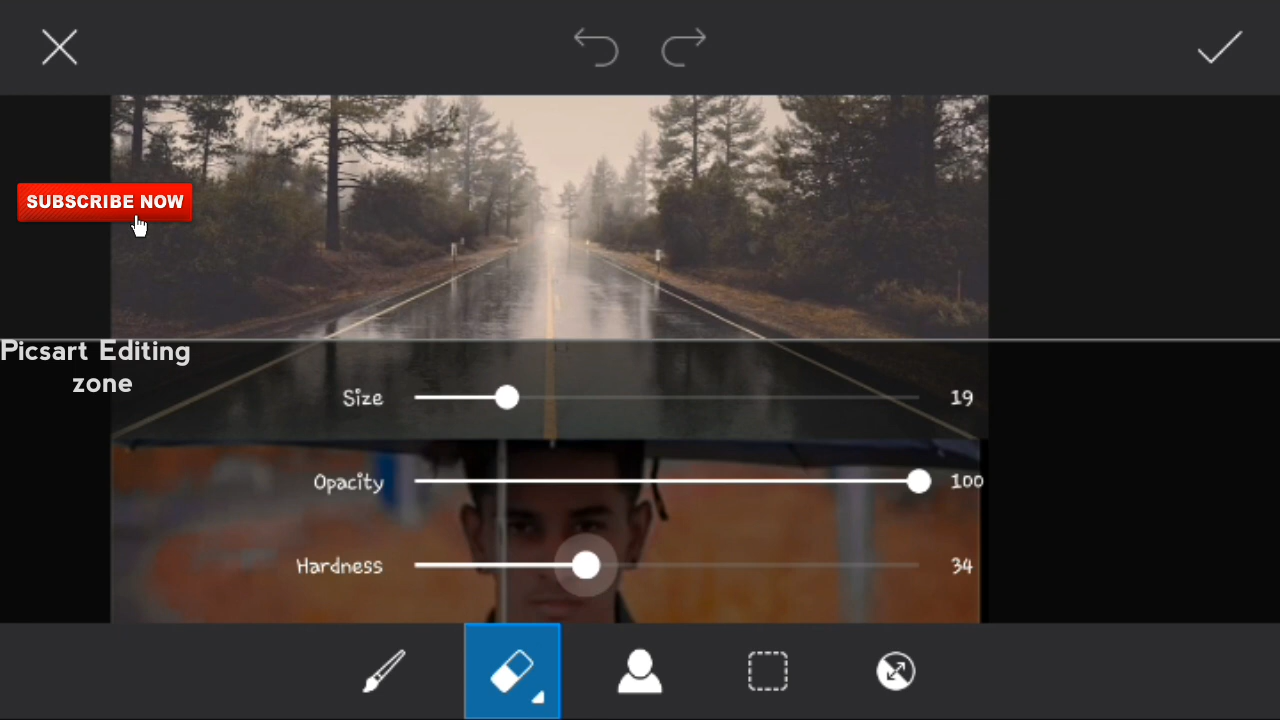 SUBSCRIBE NOW
Picsart Editing
zone
Size 19
Opacity 100
Hardness 34